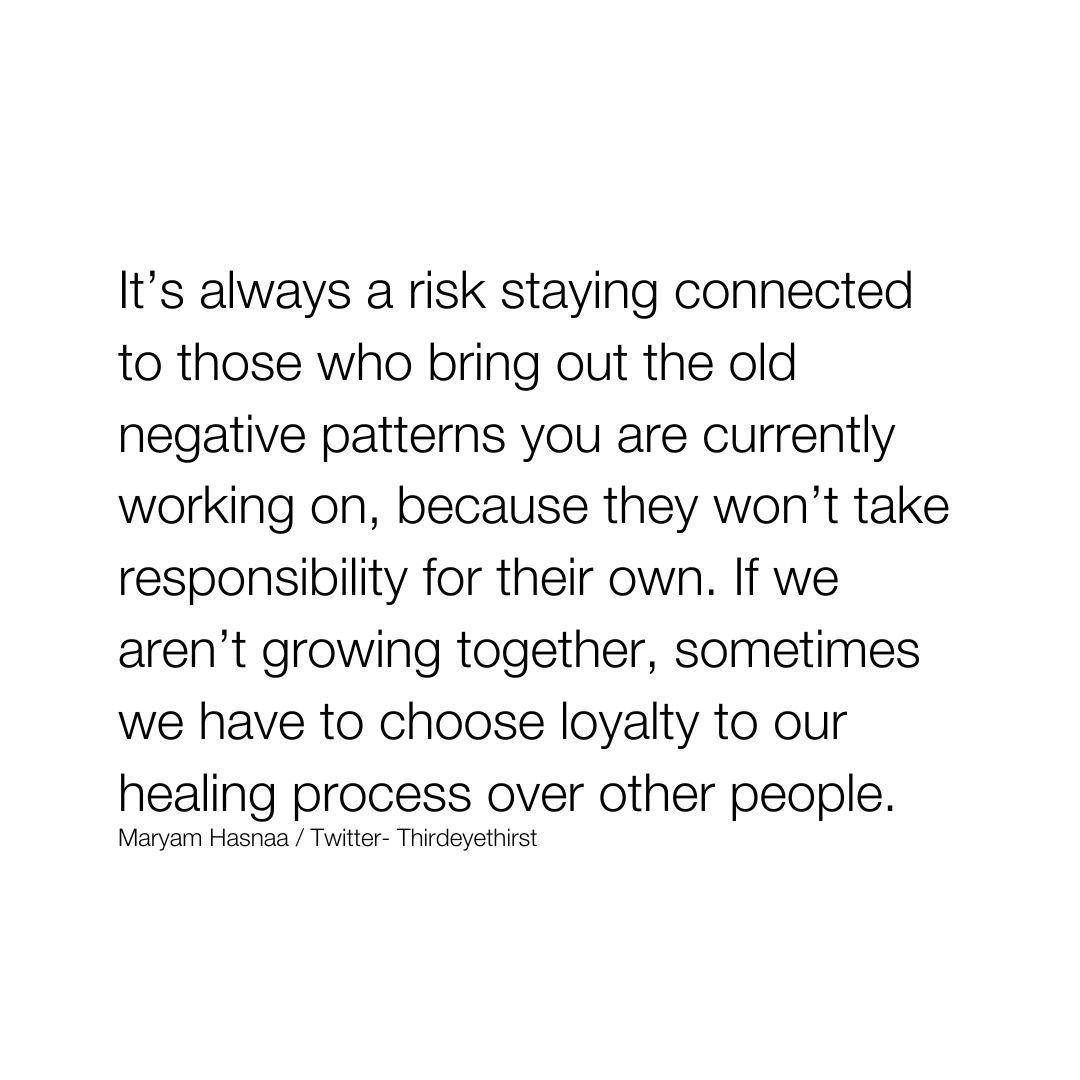 It’s always a risk staying connected
to those who bring out the old
negative patterns you are currently
working on, because they won’t take
responsibility for their own. If we
aren’t growing together, sometimes
we have to choose loyalty to our
healing process over other people.
Maryam Hasnaa / Twitter- Thirdeyethirst